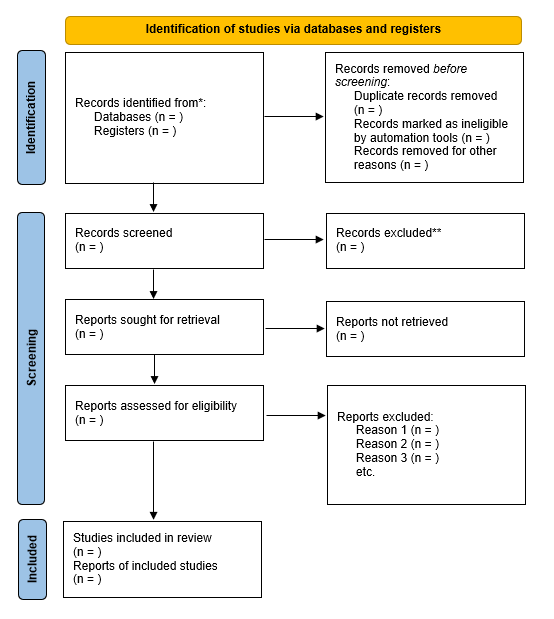 Identification of studies via databases and registers
Identification
Records identified from*:
Databases (n = )
Registers (n = )
Records removed before
screening:
Duplicate records removed
(n = )
Records marked as ineligible
by automation tools (n = )
Records removed for other
reasons (n = )
Screening
Records screened
(n = )
Records excluded**
(n = )
Reports sought for retrieval
(n = )
Reports not retrieved
(n = )
Reports assessed for eligibility
(n = )
Reports excluded:
Reason 1 (n = )
Reason 2 (n = )
Reason 3 (n = )
etc.
Included
Studies included in review
(n = )
Reports of included studies
(n = )